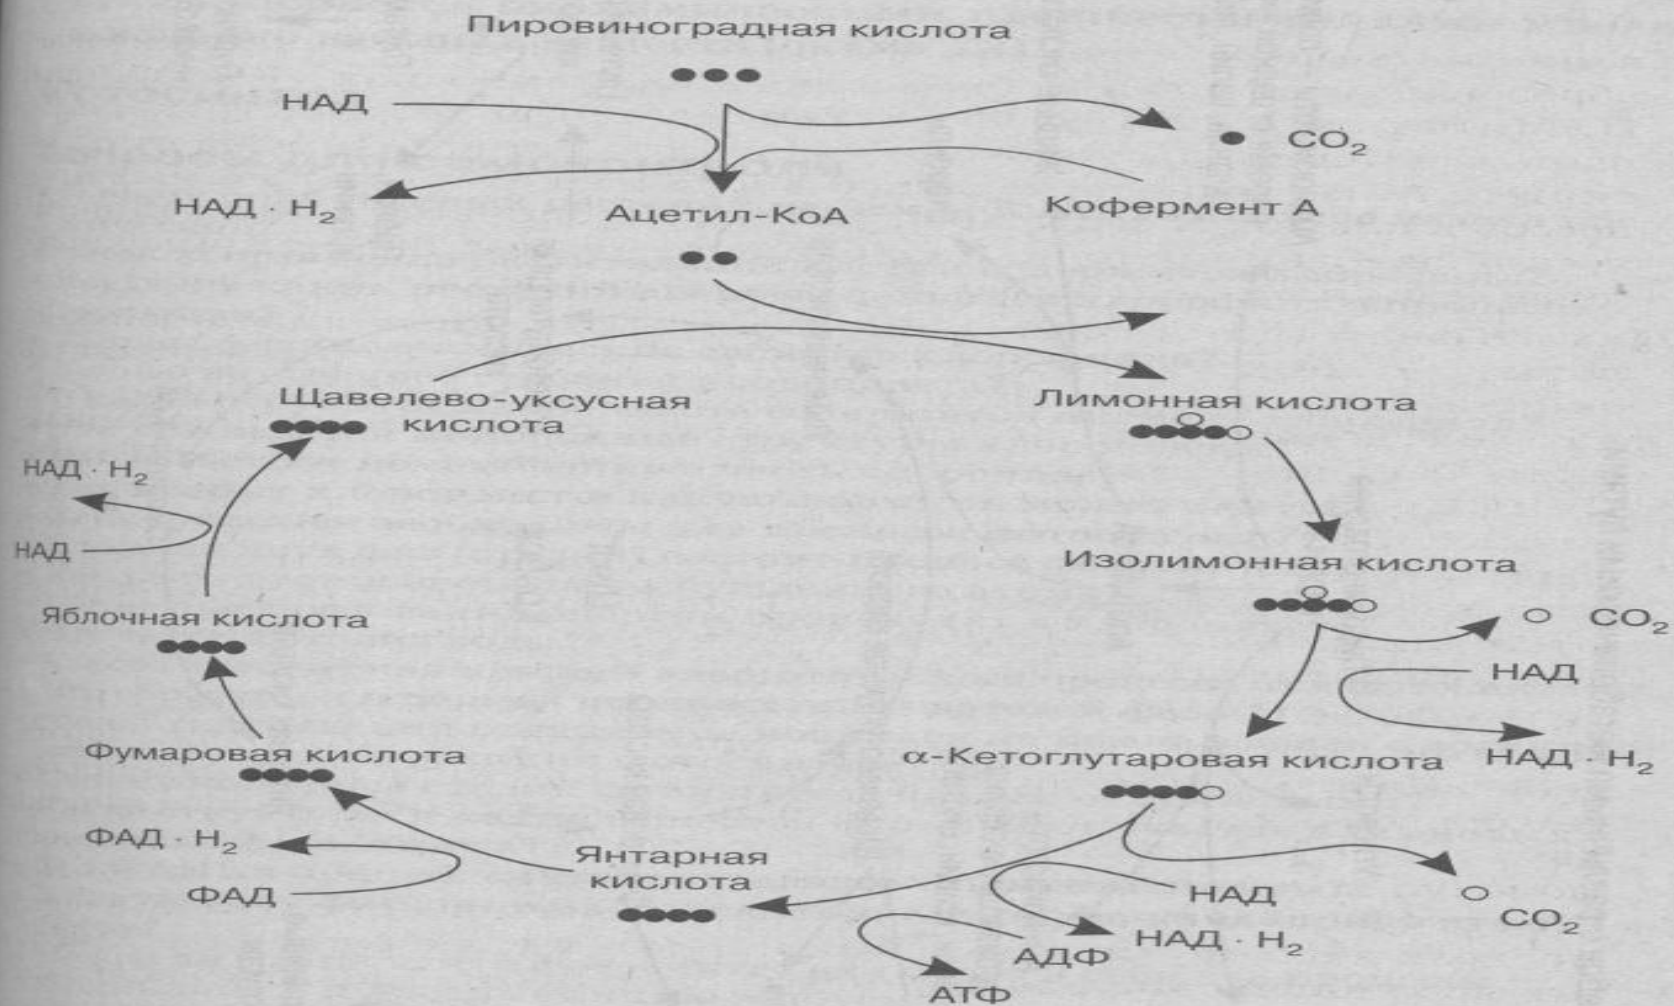 Пировиноградная кислота
НАД
CO₂
НАД · H₂
Ацетил-КоА
Кофермент А
Щавелево-уксусная
кислота
Лимонная кислота
НАД · H₂
НАД
Изолимонная кислота
CO₂
Яблочная кислота
НАД
Фумаровая кислота
α-Кетоглутаровая кислота
НАД · H₂
ФАД · H₂
Янтарная
кислота
ФАД
НАД
CO₂
НАД · H₂
АДФ
АТФ